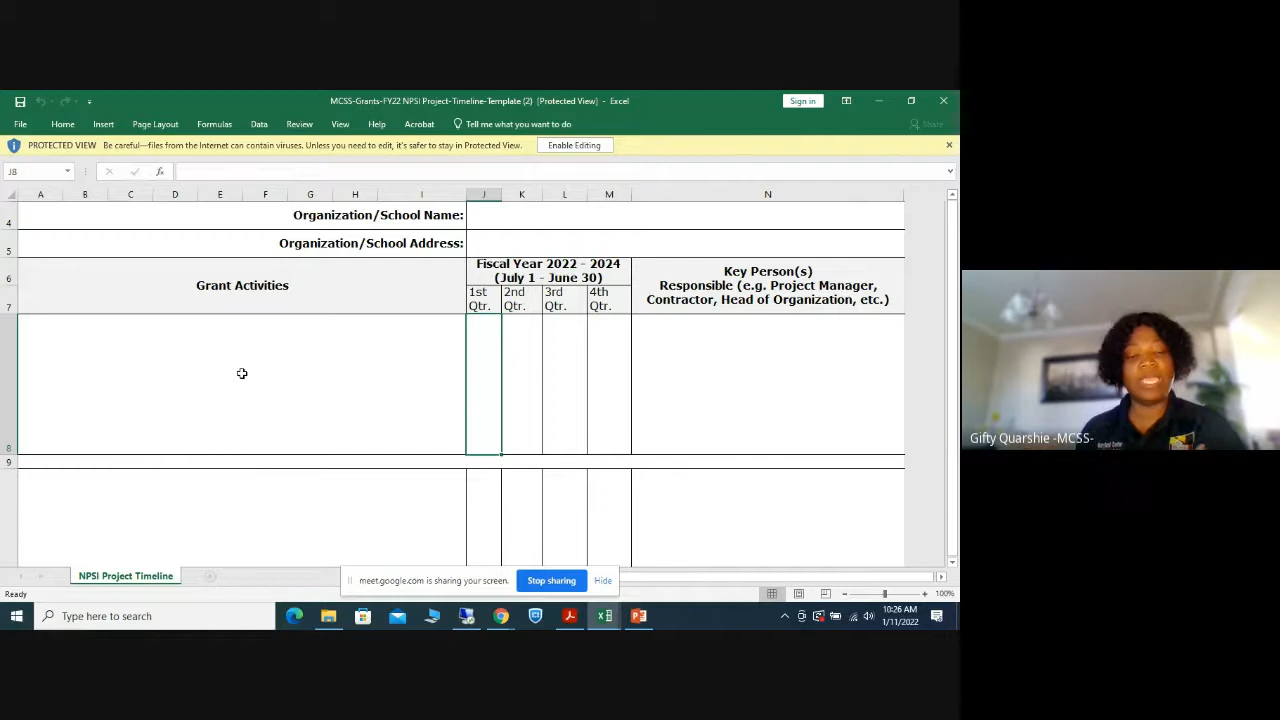 MCSS-Grants-FY22 NPSI Project-Timeline-Template (2) [Protected View] - Excel
Sign in
File Home Insert Page Layout Formulas Data Review View Help Acrobat Tell me what you want to do Share
PROTECTED VIEW Be careful—files from the Internet can contain viruses. Unless you need to edit, it's safer to stay in Protected View. Enable Editing
J8 fx
A B C D E F G H I J K L M N
4 Organization/School Name:
5 Organization/School Address:
6 Grant Activities
Fiscal Year 2022 - 2024
(July 1 - June 30)
Key Person(s)
Responsible (e.g. Project Manager,
Contractor, Head of Organization, etc.)
7
1st Qtr.
2nd Qtr.
3rd Qtr.
4th Qtr.
8
9
Gifty Quarshie -MCSS-
NPSI Project Timeline
meet.google.com is sharing your screen. Stop sharing Hide
Ready 100%
Type here to search
10:26 AM
1/11/2022